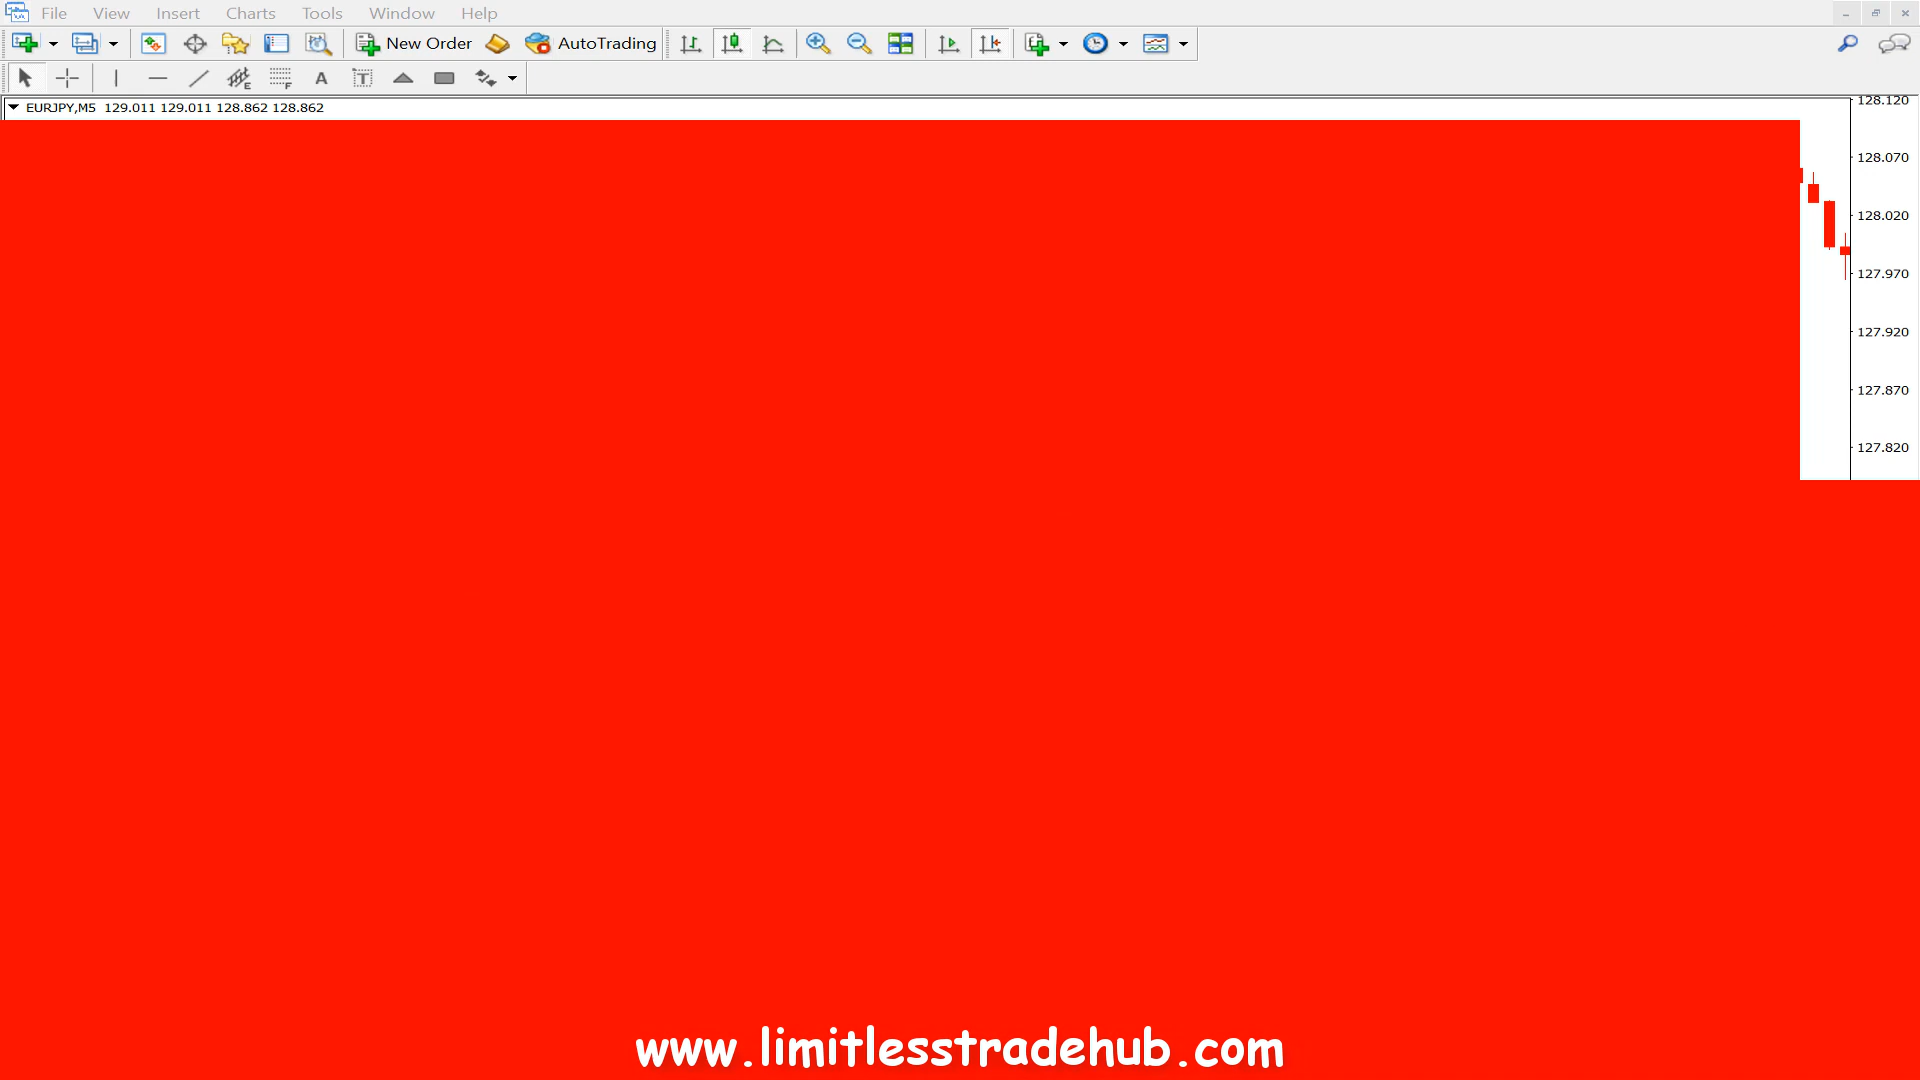 File View Insert Charts Tools Window Help
New Order AutoTrading
E F A T
EURJPY,M5 129.011 129.011 128.862 128.862
128.120
128.070
128.020
127.970
127.920
127.870
127.820
www.limitlesstradehub.com